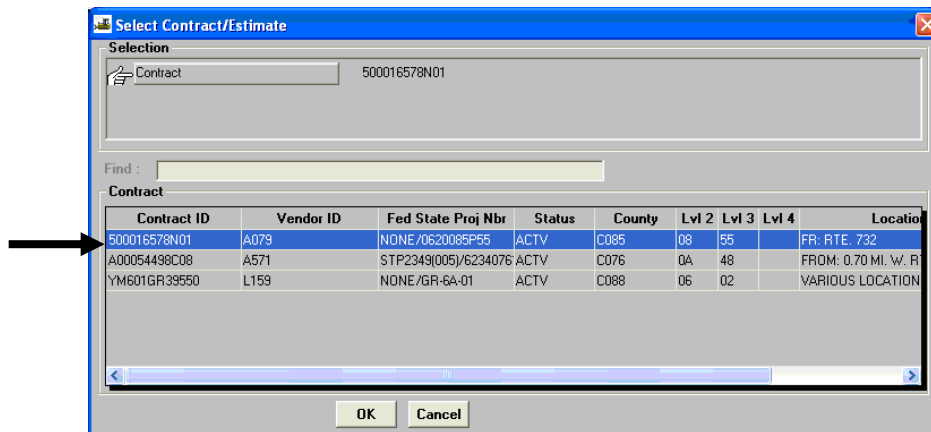 Select Contract/Estimate
Selection
Contract 500016578N01
Find :
Contract
Contract ID Vendor ID Fed State Proj Nbr Status County Lvl 2 Lvl 3 Lvl 4 Location
500016578N01 A079 NONE/0620085P55 ACTV C085 08 55 FR: RTE. 732
A00054498C08 A571 STP2349(005)/6234076 ACTV C076 0A 48 FROM: 0.70 MI. W. R
YM601GR39550 L159 NONE/GR-6A-01 ACTV C088 06 02 VARIOUS LOCATION
OK Cancel